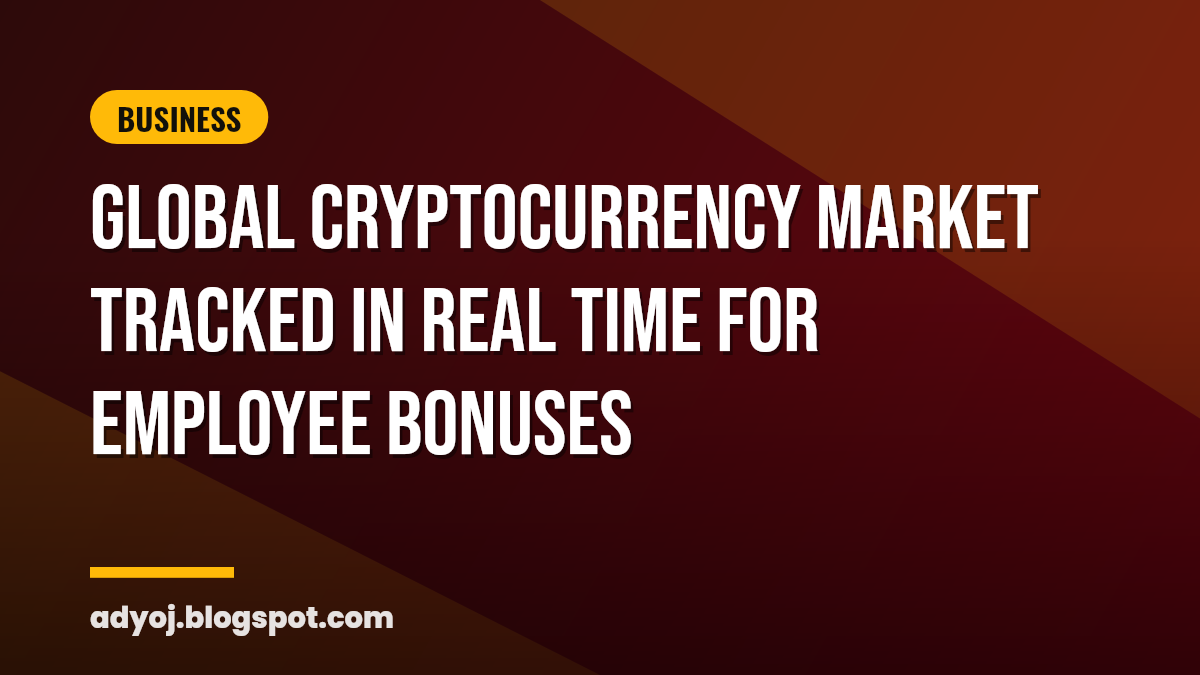 BUSINESS
GLOBAL CRYPTOCURRENCY MARKET
TRACKED IN REAL TIME FOR
EMPLOYEE BONUSES
adyoj.blogspot.com